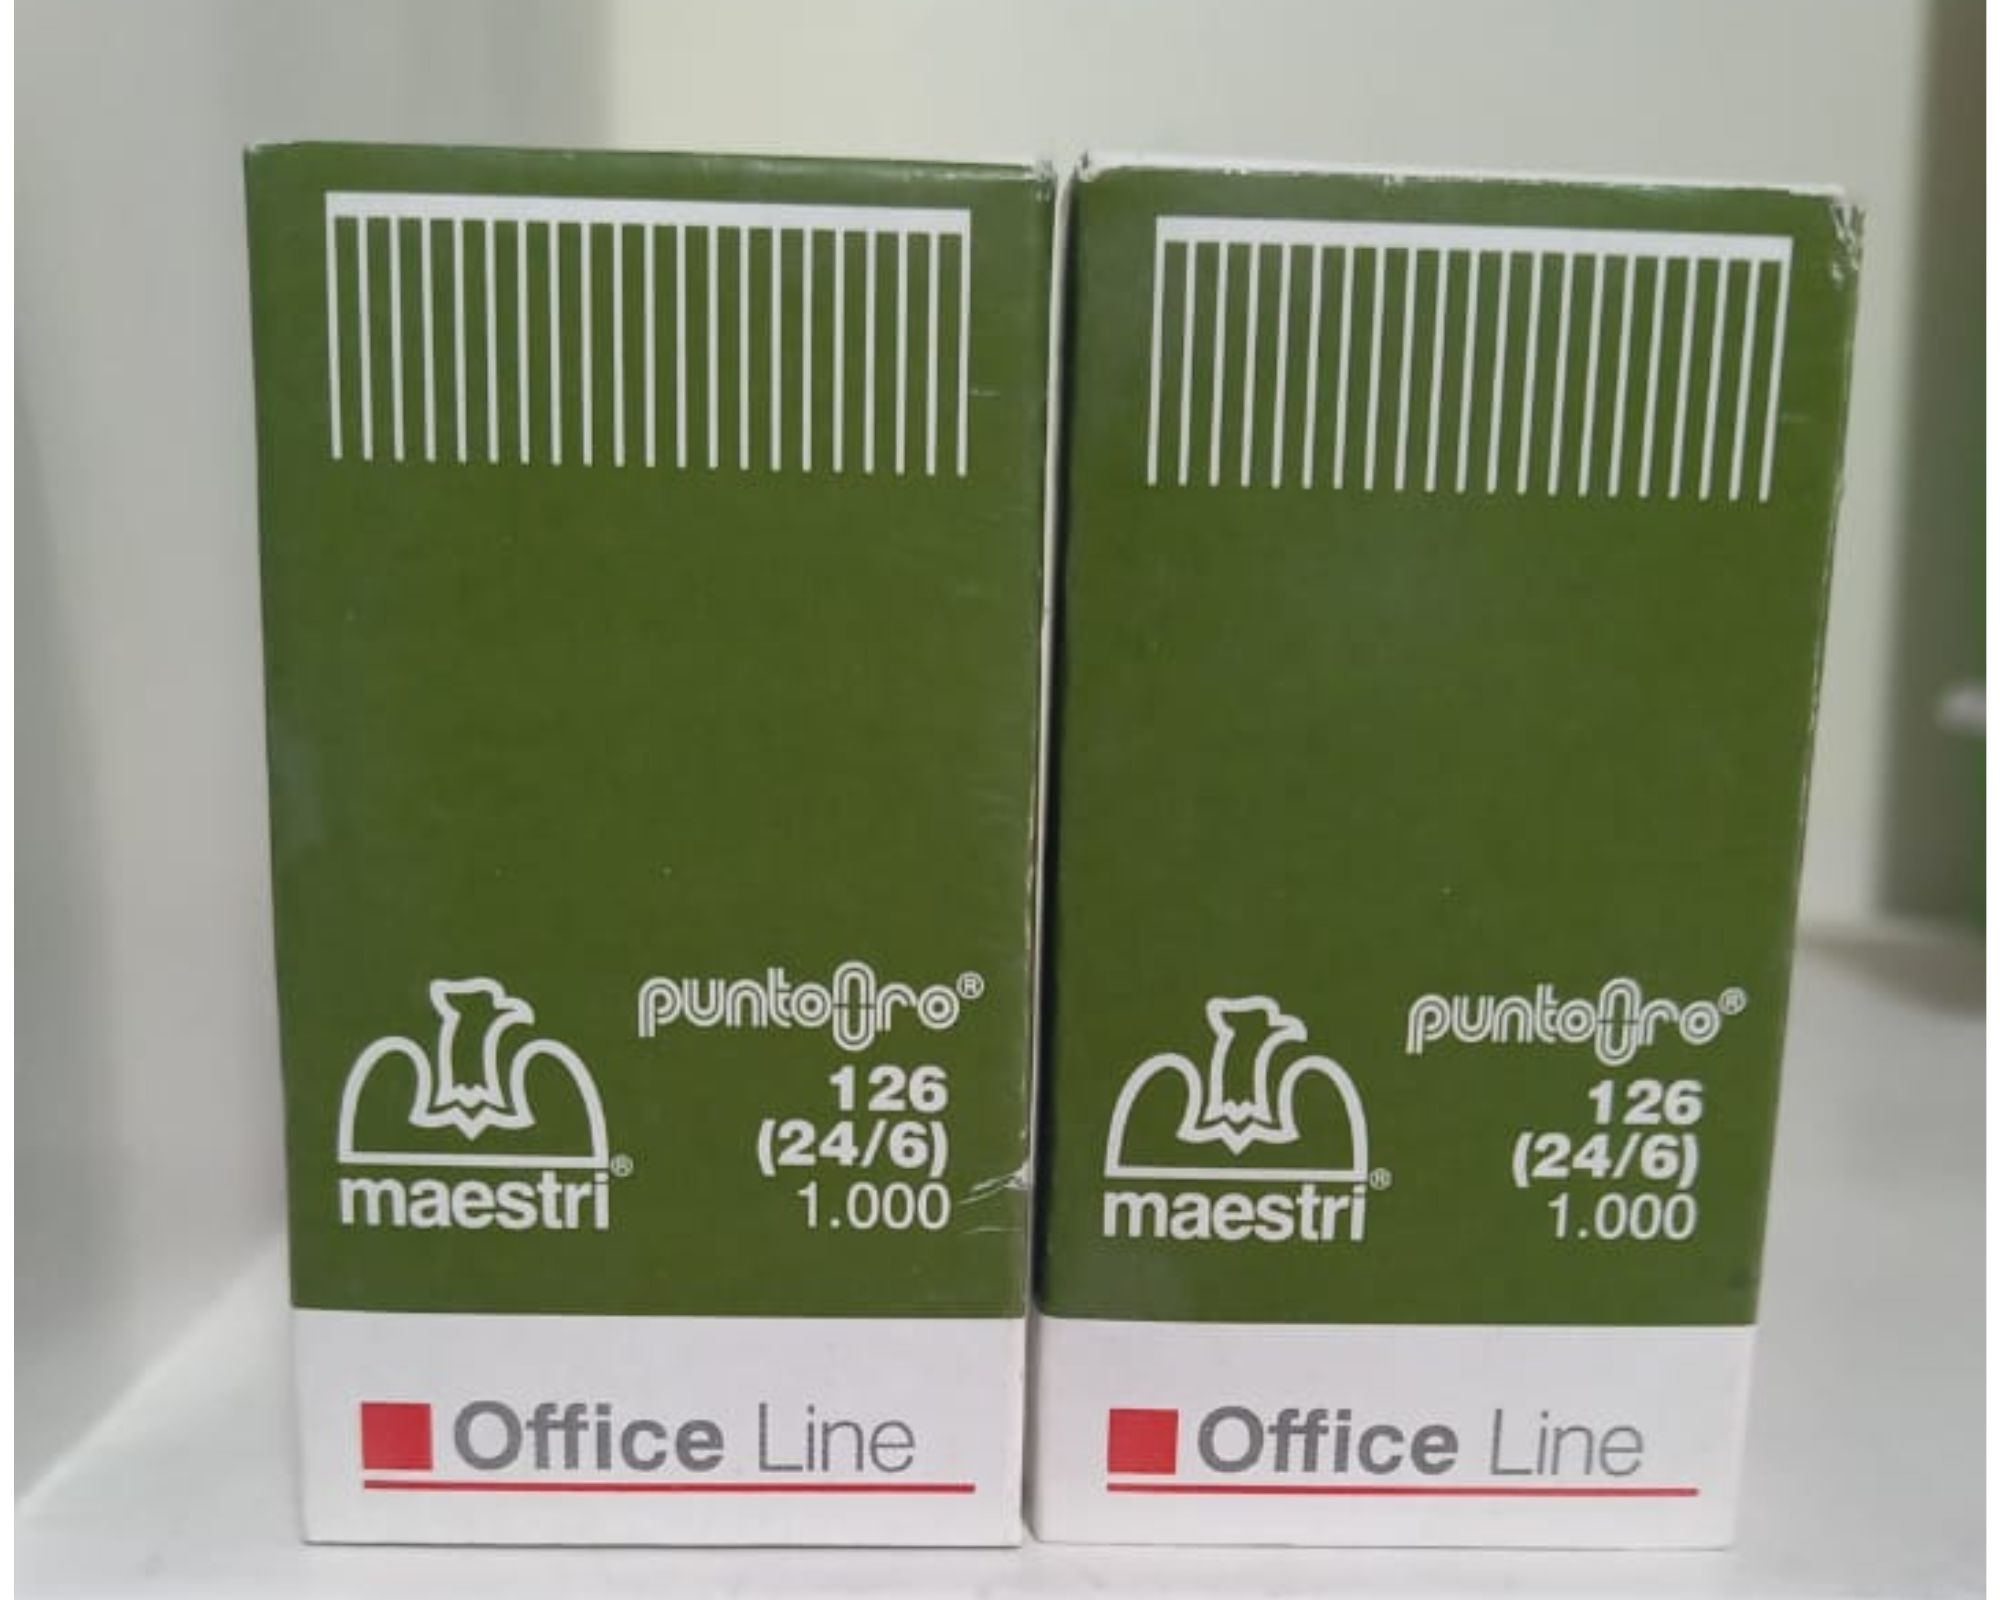 puntoOro®
126
(24/6)
1.000
maestri®
Office Line
puntoOro®
126
(24/6)
1.000
maestri®
Office Line